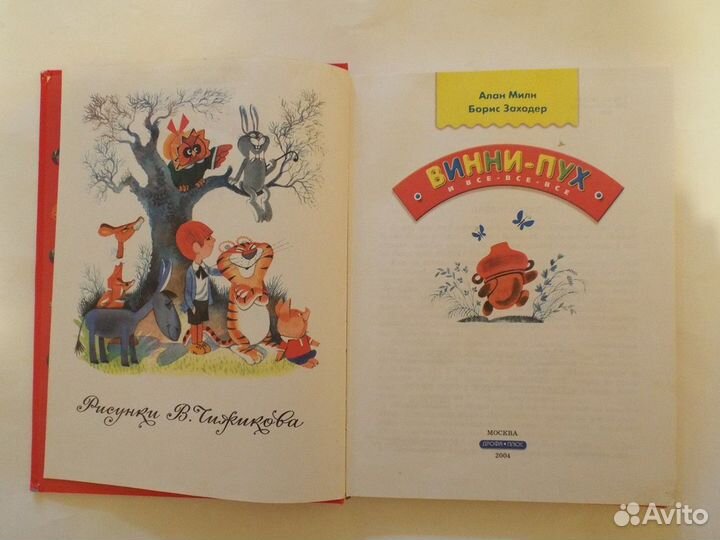 Рисунки В. Чижикова
Алан Милн
Борис Заходер
ВИННИ-ПУХ
И ВСЕ-ВСЕ-ВСЕ
МОСКВА
ДРОФА • ПЛЮС
2004
Avito